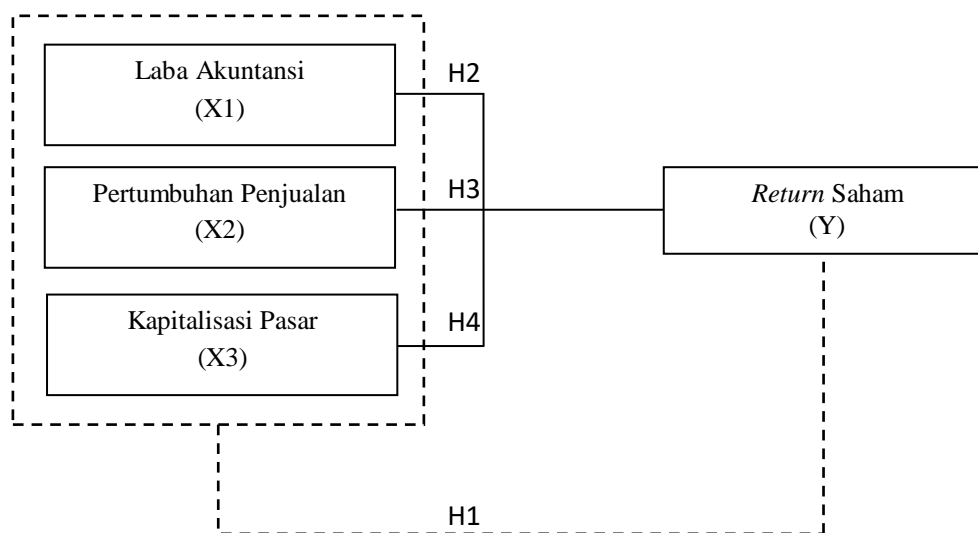 Laba Akuntansi
(X1)
H2
Pertumbuhan Penjualan
(X2)
H3
Return Saham
(Y)
Kapitalisasi Pasar
(X3)
H4
H1